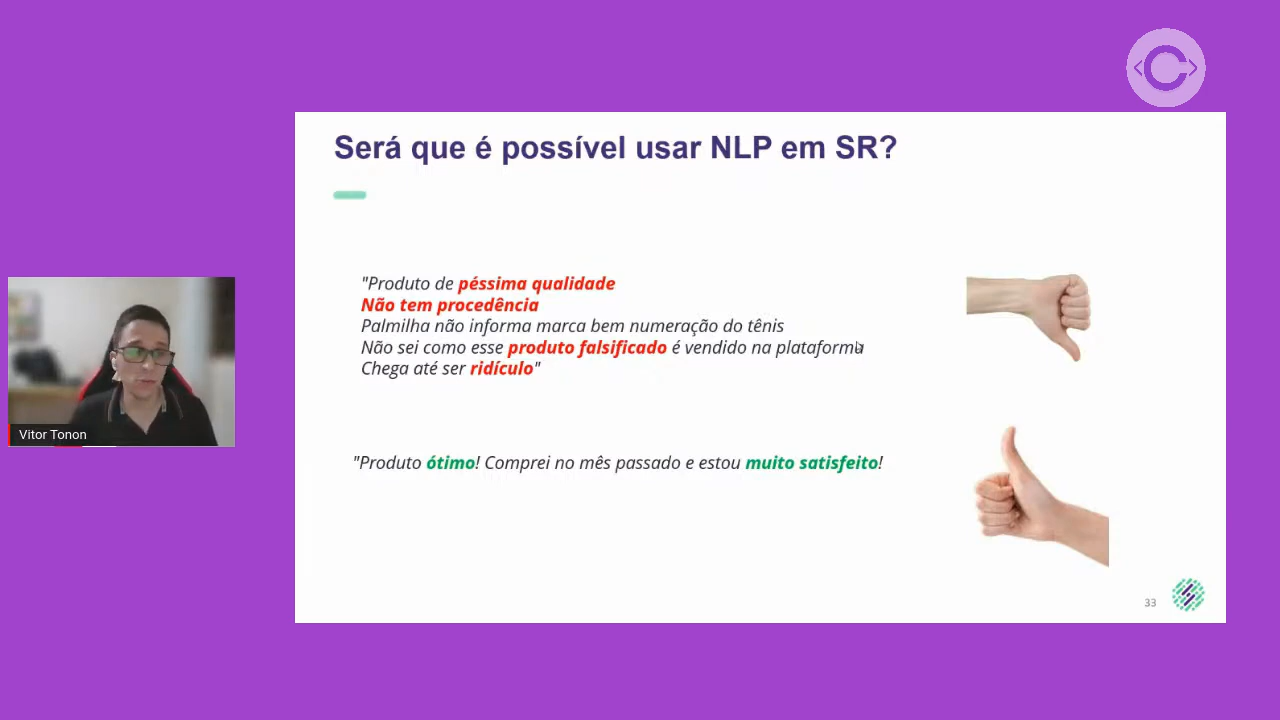 Será que é possível usar NLP em SR?
"Produto de péssima qualidade
Não tem procedência
Palmilha não informa marca bem numeração do tênis
Não sei como esse produto falsificado é vendido na plataforma
Chega até ser ridículo"
Vitor Tonon
"Produto ótimo! Comprei no mês passado e estou muito satisfeito!
33